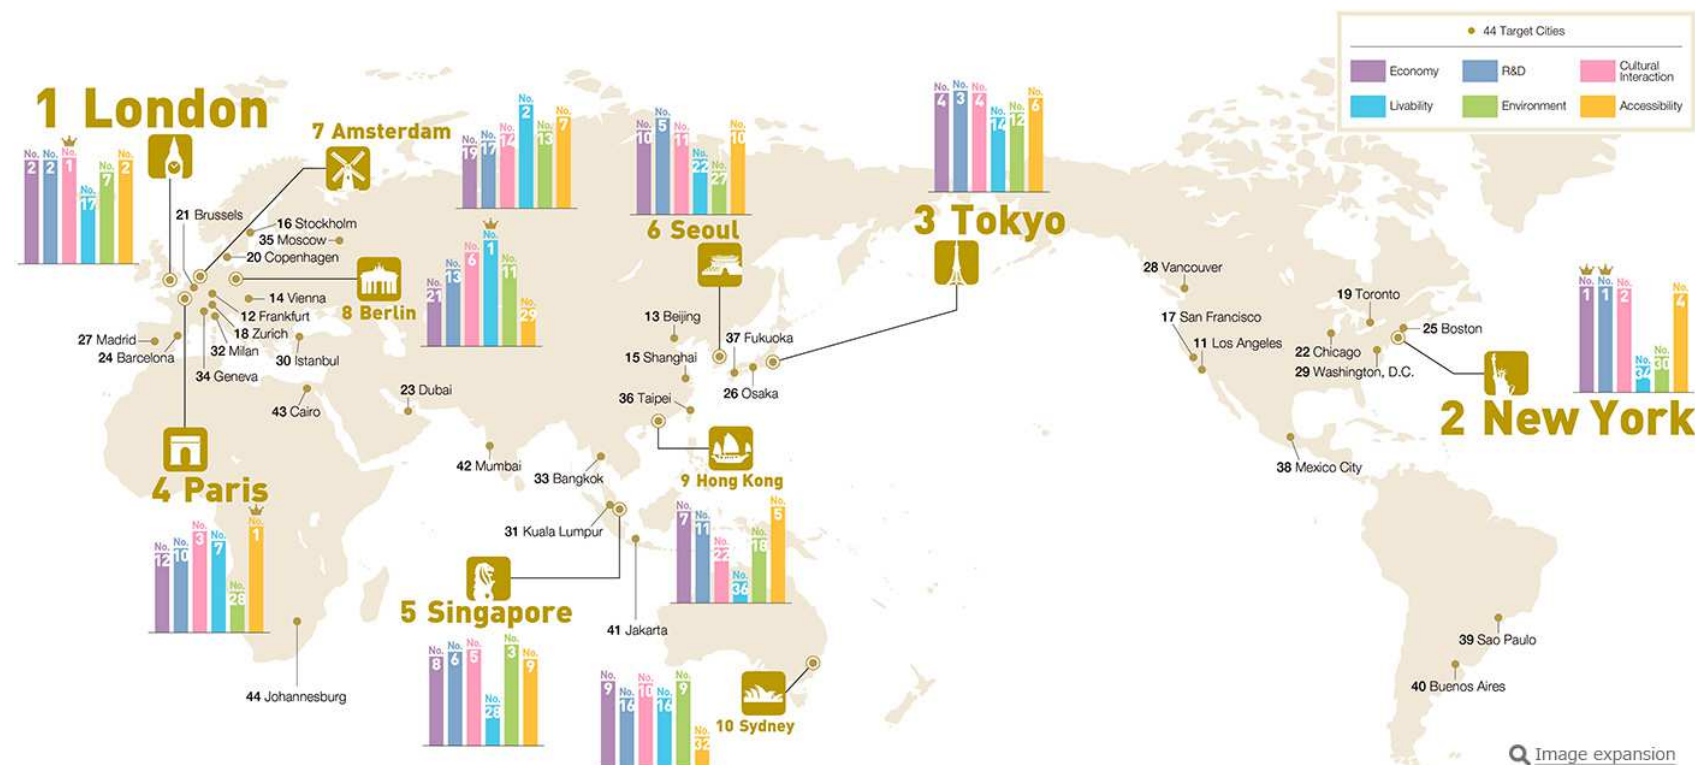 44 Target Cities
Economy
R&D
Cultural
Interaction
Livability
Environment
Accessibility
1 London
No. 2
No. 2
No. 1
No. 17
No. 7
No. 2
7 Amsterdam
No. 19
No. 17
No. 14
No. 2
No. 13
No. 7
6 Seoul
No. 10
No. 5
No. 11
No. 22
No. 27
No. 10
3 Tokyo
No. 4
No. 3
No. 4
No. 14
No. 12
No. 6
21 Brussels
16 Stockholm
35 Moscow
20 Copenhagen
8 Berlin
No. 21
No. 13
No. 6
No. 1
No. 11
No. 29
14 Vienna
12 Frankfurt
18 Zurich
32 Milan
27 Madrid
24 Barcelona
34 Geneva
30 Istanbul
43 Cairo
23 Dubai
13 Beijing
37 Fukuoka
15 Shanghai
26 Osaka
36 Taipei
28 Vancouver
19 Toronto
17 San Francisco
25 Boston
11 Los Angeles
22 Chicago
29 Washington, D.C.
2 New York
No. 1
No. 1
No. 2
No. 34
No. 30
No. 4
38 Mexico City
42 Mumbai
33 Bangkok
9 Hong Kong
No. 7
No. 11
No. 22
No. 36
No. 18
No. 5
4 Paris
No. 12
No. 10
No. 3
No. 7
No. 28
No. 1
31 Kuala Lumpur
5 Singapore
No. 8
No. 6
No. 5
No. 28
No. 3
No. 9
41 Jakarta
44 Johannesburg
10 Sydney
No. 9
No. 16
No. 10
No. 16
No. 9
No. 32
39 Sao Paulo
40 Buenos Aires
Image expansion